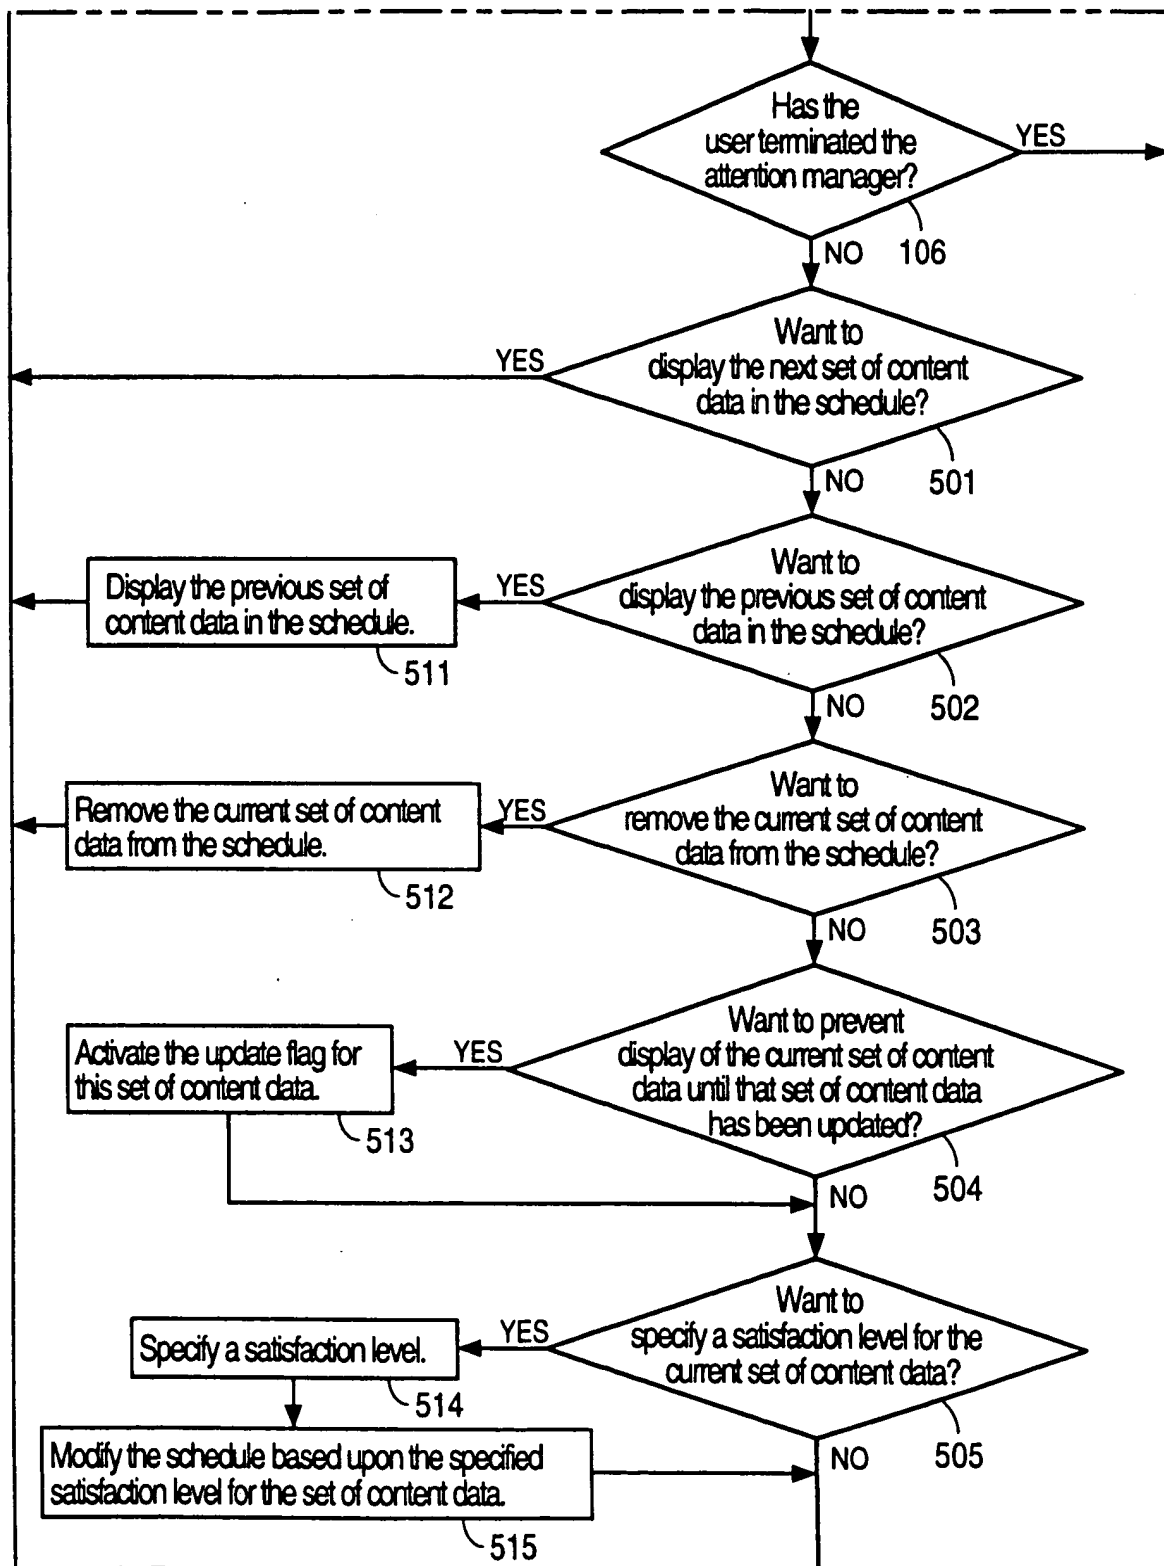 Has the
user terminated the
attention manager?
YES
NO
106
Want to
display the next set of content
data in the schedule?
YES
NO
501
Want to
display the previous set of content
data in the schedule?
YES
Display the previous set of
content data in the schedule.
511
NO
502
Want to
remove the current set of content
data from the schedule?
YES
Remove the current set of content
data from the schedule.
512
NO
503
Want to prevent
display of the current set of content
data until that set of content data
has been updated?
YES
Activate the update flag for
this set of content data.
513
NO
504
Want to
specify a satisfaction level for the
current set of content data?
YES
Specify a satisfaction level.
514
NO
505
Modify the schedule based upon the specified
satisfaction level for the set of content data.
515